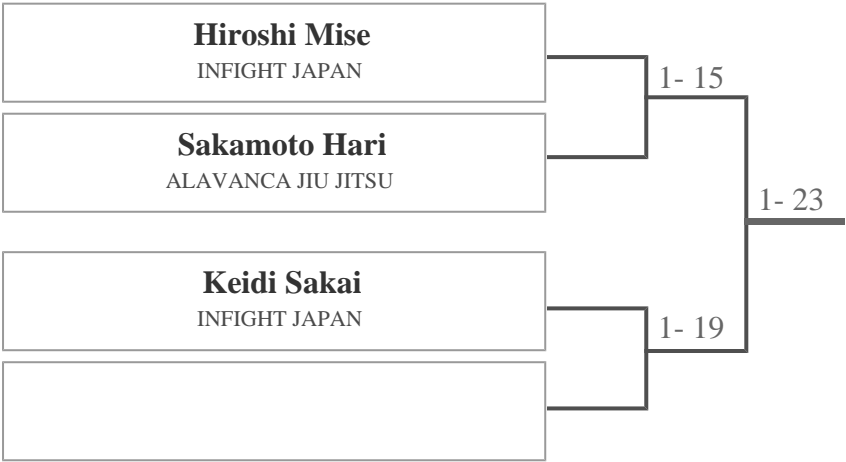 Hiroshi Mise
INFIGHT JAPAN
1- 15
Sakamoto Hari
ALAVANCA JIU JITSU
1- 23
Keidi Sakai
INFIGHT JAPAN
1- 19